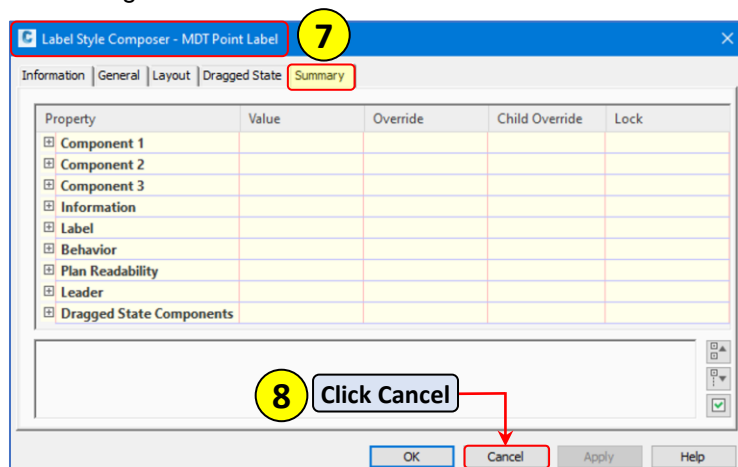 Label Style Composer - MDT Point Label
7
Information General Layout Dragged State Summary
Property Value Override Child Override Lock
Component 1
Component 2
Component 3
Information
Label
Behavior
Plan Readability
Leader
Dragged State Components
8 Click Cancel
OK Cancel Apply Help